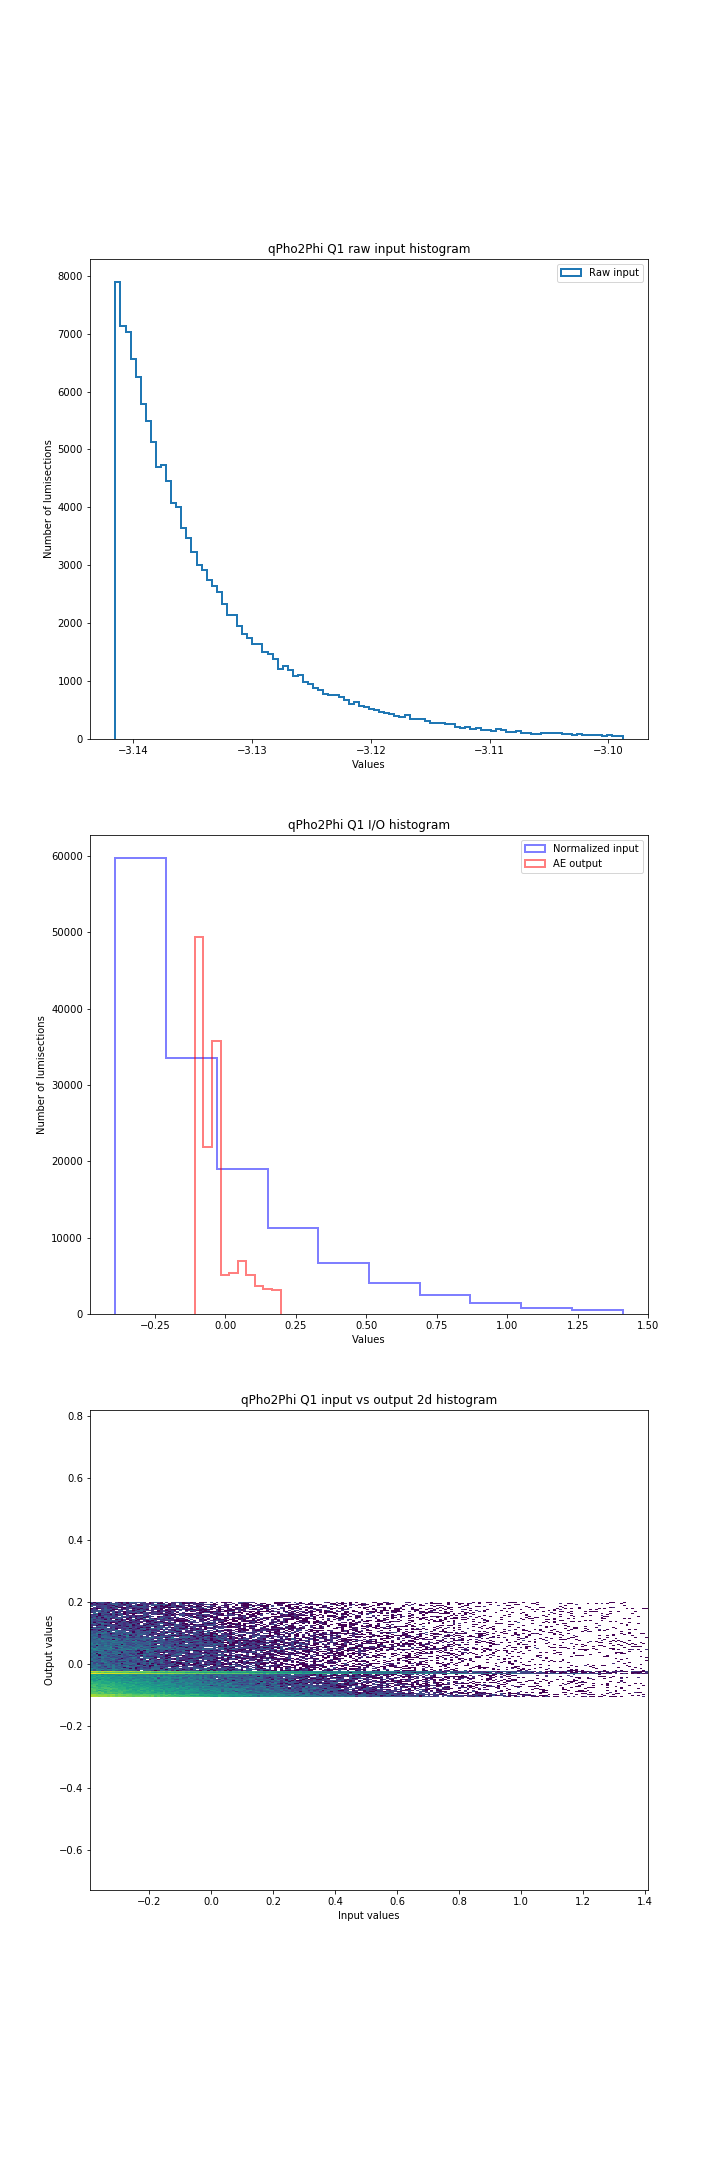 qPho2Phi Q1 raw input histogram
Raw input
8000
7000
6000
5000
4000
3000
2000
1000
0
Number of lumisections
−3.14 −3.13 −3.12 −3.11 −3.10
Values
qPho2Phi Q1 I/O histogram
Normalized input
AE output
60000
50000
40000
30000
20000
10000
0
Number of lumisections
−0.25 0.00 0.25 0.50 0.75 1.00 1.25 1.50
Values
qPho2Phi Q1 input vs output 2d histogram
0.8
0.6
0.4
0.2
0.0
−0.2
−0.4
−0.6
Output values
−0.2 0.0 0.2 0.4 0.6 0.8 1.0 1.2 1.4
Input values